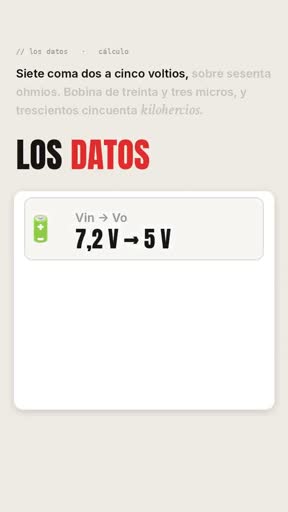 // los datos · cálculo
Siete coma dos a cinco voltios, sobre sesenta
ohmios. Bobina de treinta y tres micros, y
trescientos cincuenta kilohercios.
LOS DATOS
Vin → Vo
7,2 V → 5 V